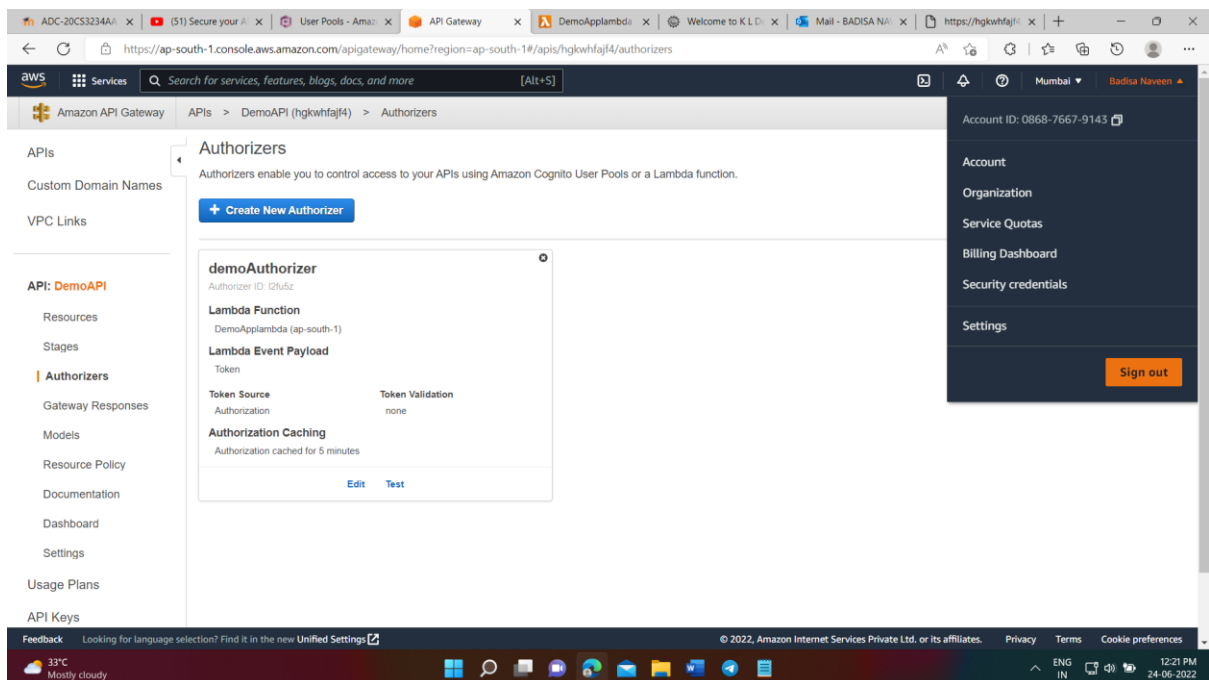 ADC-20CS3234AA
(51) Secure your A
User Pools - Amaz
API Gateway
DemoApplambda
Welcome to K L D
Mail - BADISA NAV
https://hgkwhfajf4
https://ap-south-1.console.aws.amazon.com/apigateway/home?region=ap-south-1#/apis/hgkwhfajf4/authorizers
aws
Services
Search for services, features, blogs, docs, and more
[Alt+S]
Mumbai
Badisa Naveen
Amazon API Gateway
APIs > DemoAPI (hgkwhfajf4) > Authorizers
Account ID: 0868-7667-9143
Account
Organization
Service Quotas
Billing Dashboard
Security credentials
Settings
Sign out
APIs
Custom Domain Names
VPC Links
API: DemoAPI
Resources
Stages
Authorizers
Gateway Responses
Models
Resource Policy
Documentation
Dashboard
Settings
Usage Plans
API Keys
Authorizers
Authorizers enable you to control access to your APIs using Amazon Cognito User Pools or a Lambda function.
+ Create New Authorizer
demoAuthorizer
Authorizer ID: l2fu5z
Lambda Function
DemoApplambda (ap-south-1)
Lambda Event Payload
Token
Token Source
Authorization
Token Validation
none
Authorization Caching
Authorization cached for 5 minutes
Edit
Test
Feedback
Looking for language selection? Find it in the new Unified Settings
© 2022, Amazon Internet Services Private Ltd. or its affiliates.
Privacy
Terms
Cookie preferences
33°C
Mostly cloudy
ENG
IN
12:21 PM
24-06-2022